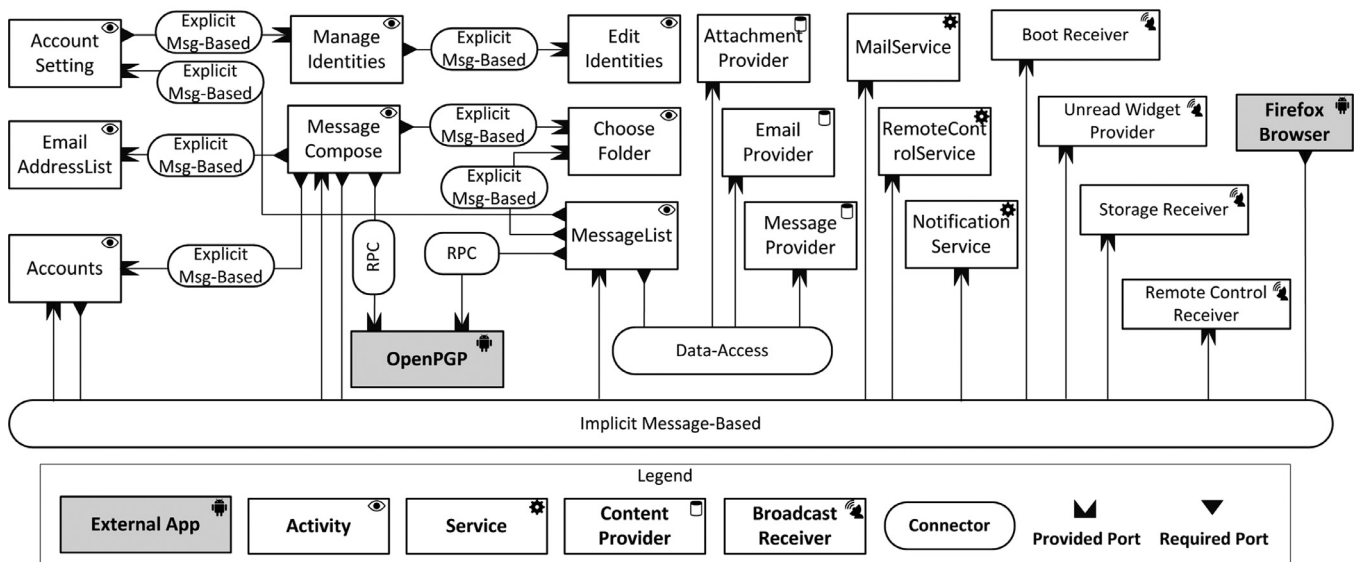 Account
Setting
Explicit
Msg-Based
Manage
Identities
Explicit
Msg-Based
Edit
Identities
Attachment
Provider
MailService
Boot Receiver
Explicit
Msg-Based
Message
Compose
Explicit
Msg-Based
Choose
Folder
Email
Provider
RemoteCont
rolService
Unread Widget
Provider
Firefox
Browser
Email
AddressList
Explicit
Msg-Based
Explicit
Msg-Based
MessageList
Message
Provider
Notification
Service
Storage Receiver
Accounts
Explicit
Msg-Based
RPC
RPC
Remote Control
Receiver
OpenPGP
Data-Access
Implicit Message-Based
Legend
External App
Activity
Service
Content
Provider
Broadcast
Receiver
Connector
Provided Port
Required Port